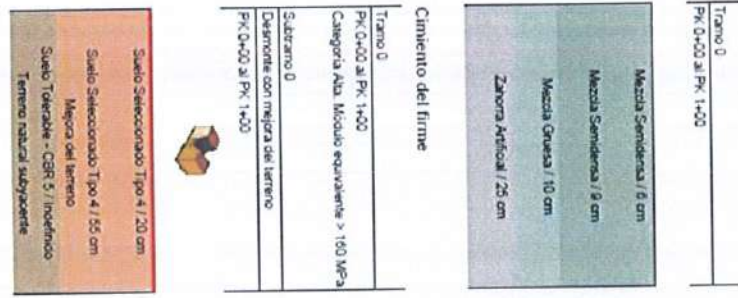 Tramo 0
PK 0+00 al PK 1+00
Mezcla Semidensa / 6 cm
Mezcla Semidensa / 9 cm
Mezcla Gruesa / 10 cm
Zahorra Artificial / 25 cm
Cimiento del firme
Tramo 0
PK 0+00 al PK 1+00
Categoría Alta. Módulo equivalente > 160 MPa
Subtramo 0
Desmonte con mejora del terreno
PK 0+00 al PK 1+00
Suelo Seleccionado Tipo 4 / 20 cm
Suelo Seleccionado Tipo 4 / 55 cm
Mejora del terreno
Suelo Tolerable - CBR 5 / Indefinido
Terreno natural subyacente